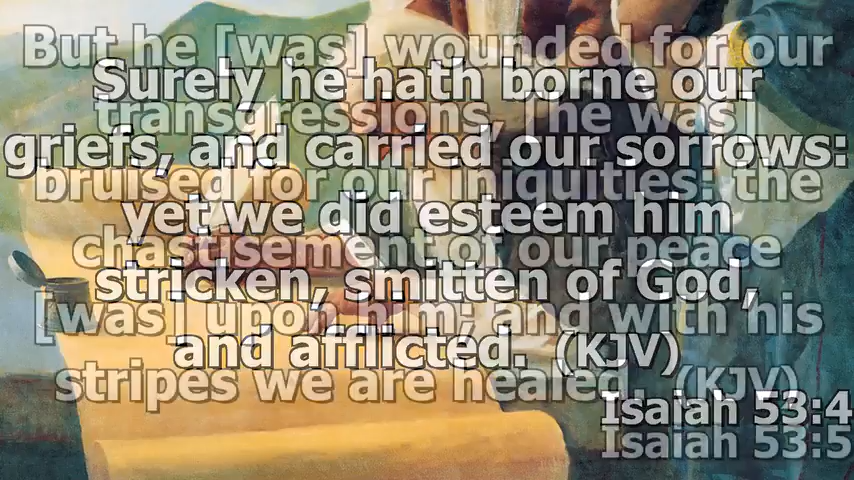 Surely he hath borne our
griefs, and carried our sorrows:
yet we did esteem him
stricken, smitten of God,
and afflicted. (KJV)
Isaiah 53:4
But he [was] wounded for our
transgressions, [he was]
bruised for our iniquities: the
chastisement of our peace
[was] upon him; and with his
stripes we are healed. (KJV)
Isaiah 53:5